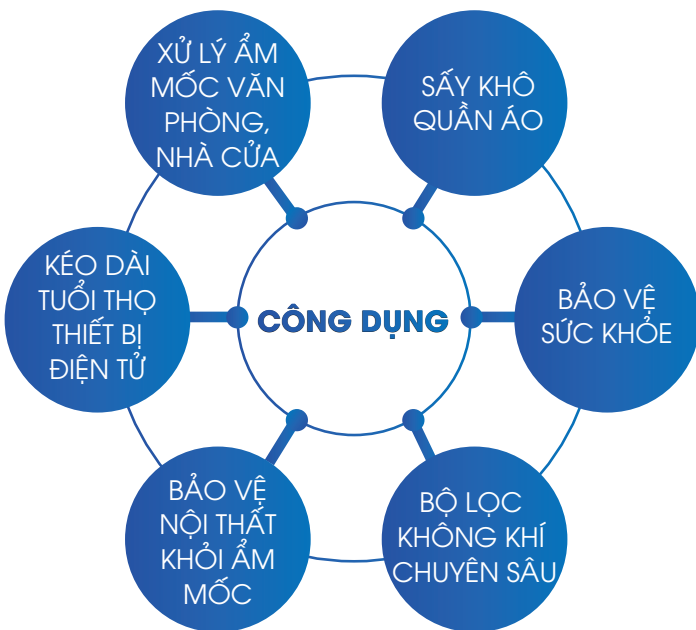 XỬ LÝ ẨM
MỐC VĂN
PHÒNG,
NHÀ CỬA
SẤY KHÔ
QUẦN ÁO
KÉO DÀI
TUỔI THỌ
THIẾT BỊ
ĐIỆN TỬ
CÔNG DỤNG
BẢO VỆ
SỨC KHỎE
BẢO VỆ
NỘI THẤT
KHỎI ẨM
MỐC
BỘ LỌC
KHÔNG KHÍ
CHUYÊN SÂU